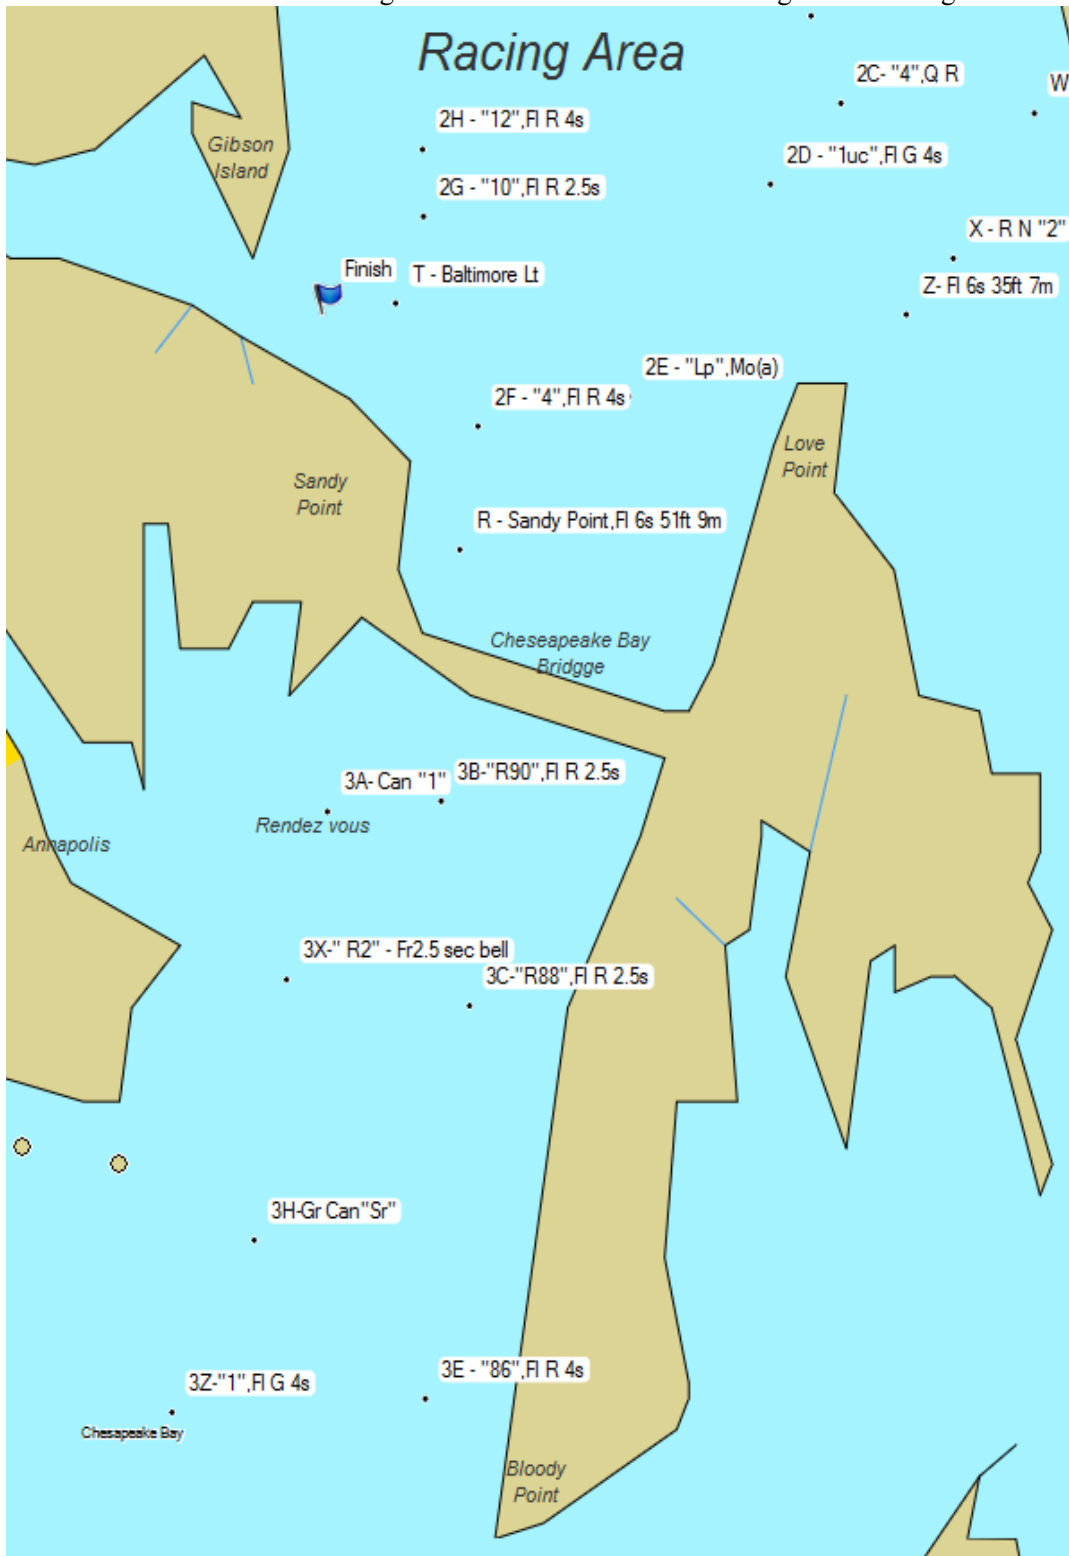 Racing Area
2C- "4",Q R
W
2H - "12",Fl R 4s
2D - "1uc",Fl G 4s
Gibson
Island
2G - "10",Fl R 2.5s
X - R N "2"
Finish
T - Baltimore Lt
Z- Fl 6s 35ft 7m
2E - "Lp",Mo(a)
2F - "4",Fl R 4s
Love
Point
Sandy
Point
R - Sandy Point,Fl 6s 51ft 9m
Cheseapeake Bay
Bridgge
3A- Can "1"
3B-"R90",Fl R 2.5s
Rendez vous
Annapolis
3X-" R2" - Fr2.5 sec bell
3C-"R88",Fl R 2.5s
3H-Gr Can"Sr"
3Z-"1",Fl G 4s
3E - "86",Fl R 4s
Chesapeake Bay
Bloody
Point